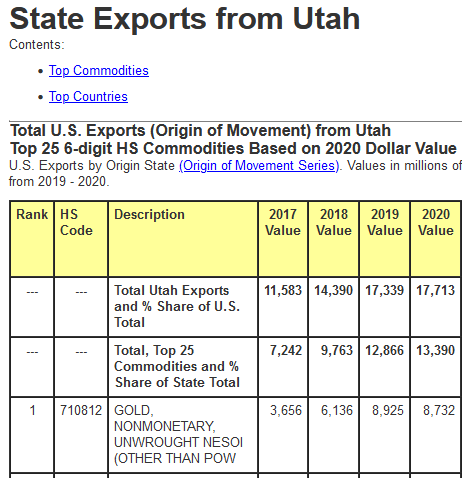 State Exports from Utah
Contents:
• Top Commodities
• Top Countries
Total U.S. Exports (Origin of Movement) from Utah
Top 25 6-digit HS Commodities Based on 2020 Dollar Value
U.S. Exports by Origin State (Origin of Movement Series). Values in millions of
from 2019 - 2020.
Rank HS Description 2017 2018 2019 2020
Code Value Value Value Value
--- --- Total Utah Exports 11,583 14,390 17,339 17,713
and % Share of U.S.
Total
--- --- Total, Top 25 7,242 9,763 12,866 13,390
Commodities and %
Share of State Total
1 710812 GOLD, 3,656 6,136 8,925 8,732
NONMONETARY,
UNWROUGHT NESOI
(OTHER THAN POW